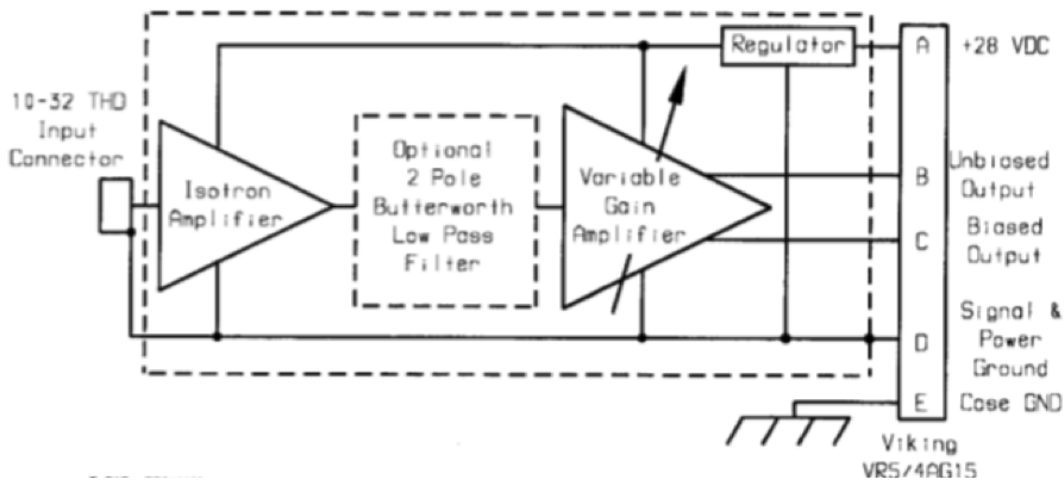 Regulator
A
+28 VDC
10-32 THD
Input
Connector
Isotron
Amplifier
Optional
2 Pole
Butterworth
Low Pass
Filter
Variable
Gain
Amplifier
B
Unbiased
Output
C
Biased
Output
D
Signal &
Power
Ground
E
Case GND
Viking
VR5/4AG15